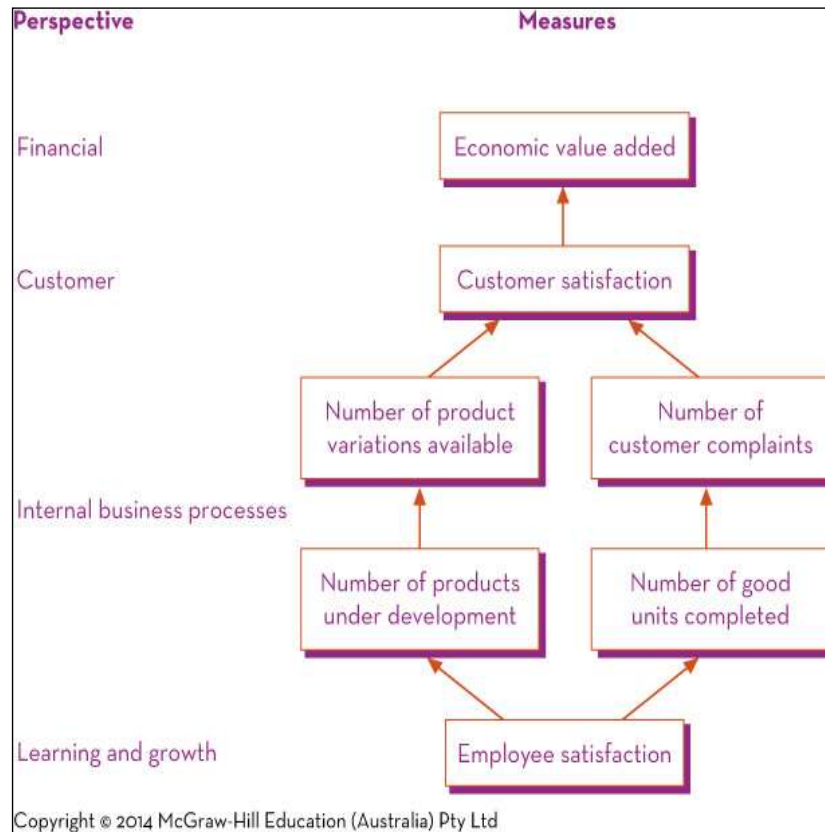 Perspective Measures
Financial Economic value added
Customer Customer satisfaction
Number of product
variations available
Number of
customer complaints
Internal business processes
Number of products
under development
Number of good
units completed
Learning and growth Employee satisfaction
Copyright © 2014 McGraw-Hill Education (Australia) Pty Ltd